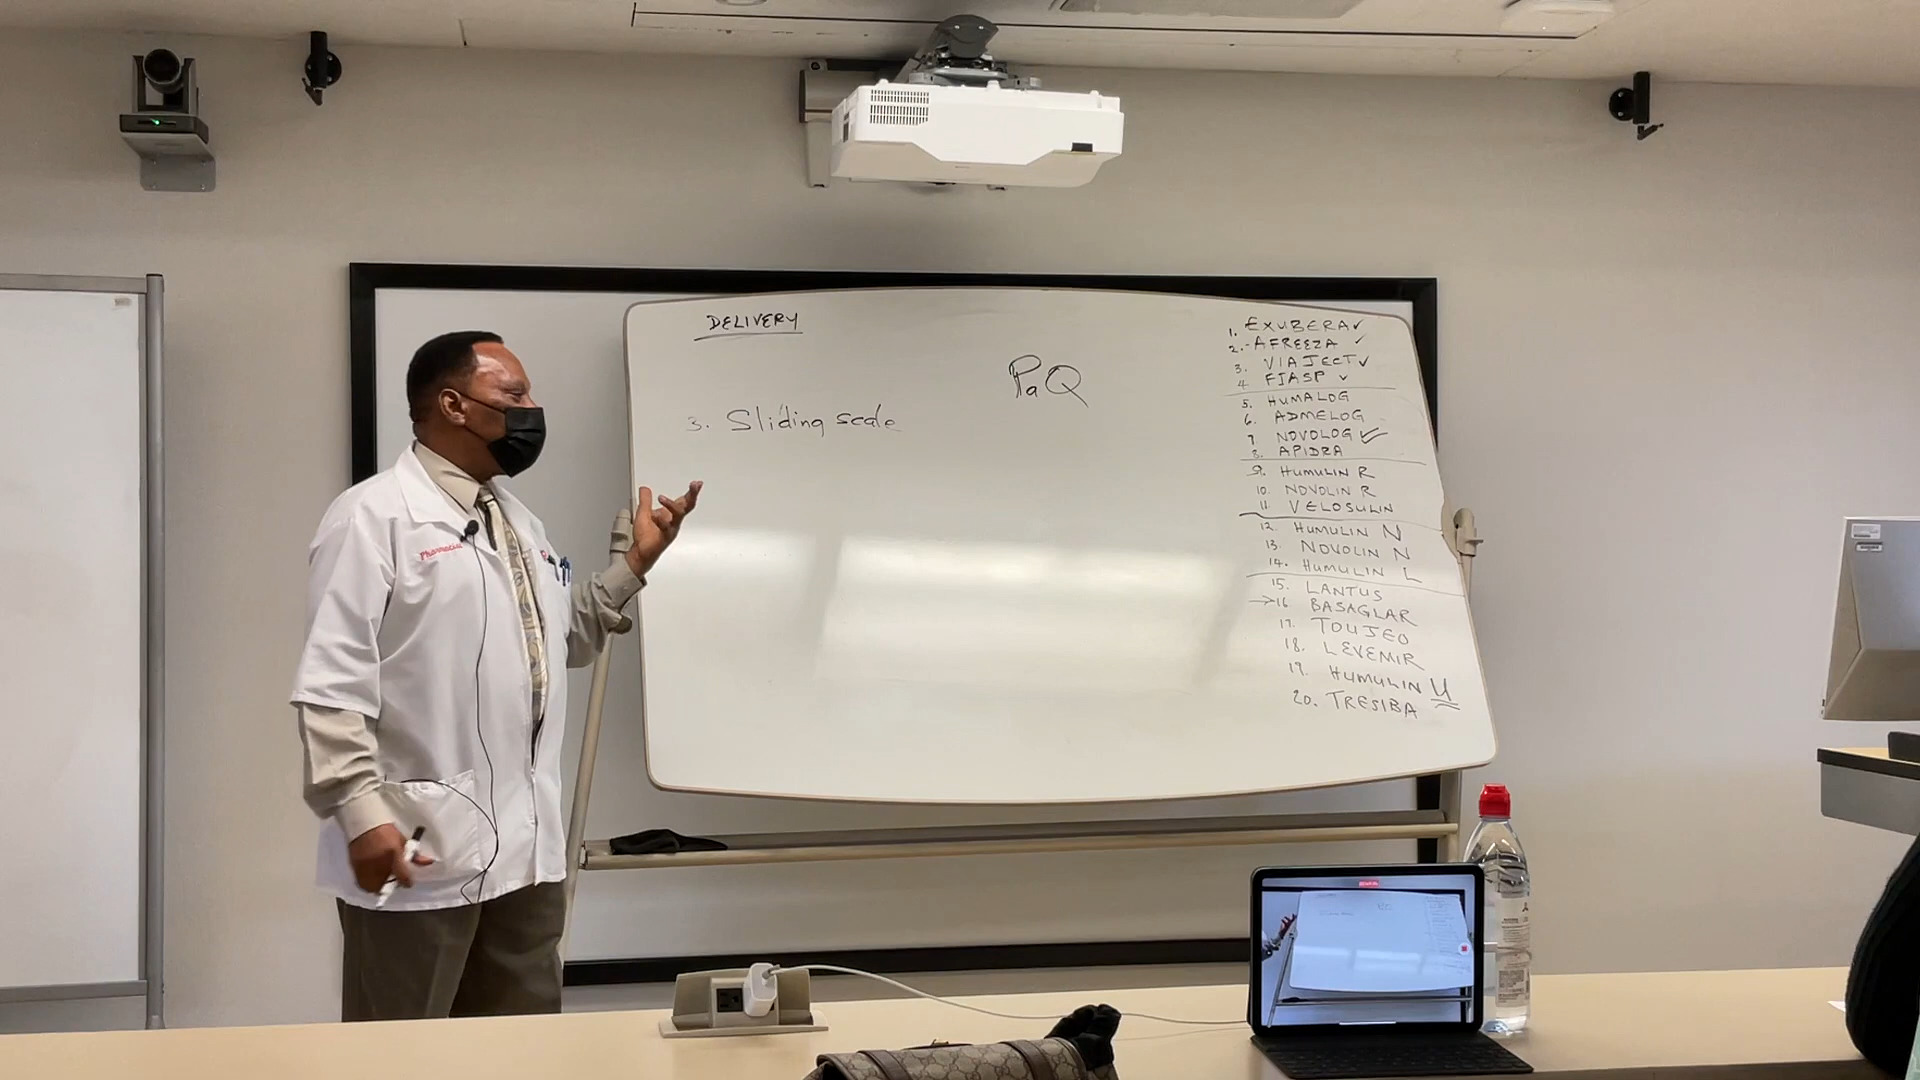 DELIVERY
PaQ
3. Sliding scale
1. EXUBERA ✓
2. AFREEZA ✓
3. VIAJECT ✓
4 FIASP ✓
5. HUMALOG
6. ADMELOG
7 NOVOLOG ✓
8. APIDRA
9. HUMULIN R
10. NOVOLIN R
11. VELOSULIN
12. HUMULIN N
13. NOVOLIN N
14. HUMULIN L
15. LANTUS
→16 BASAGLAR
17. TOUJEO
18. LEVEMIR
19. HUMULIN U
20. TRESIBA